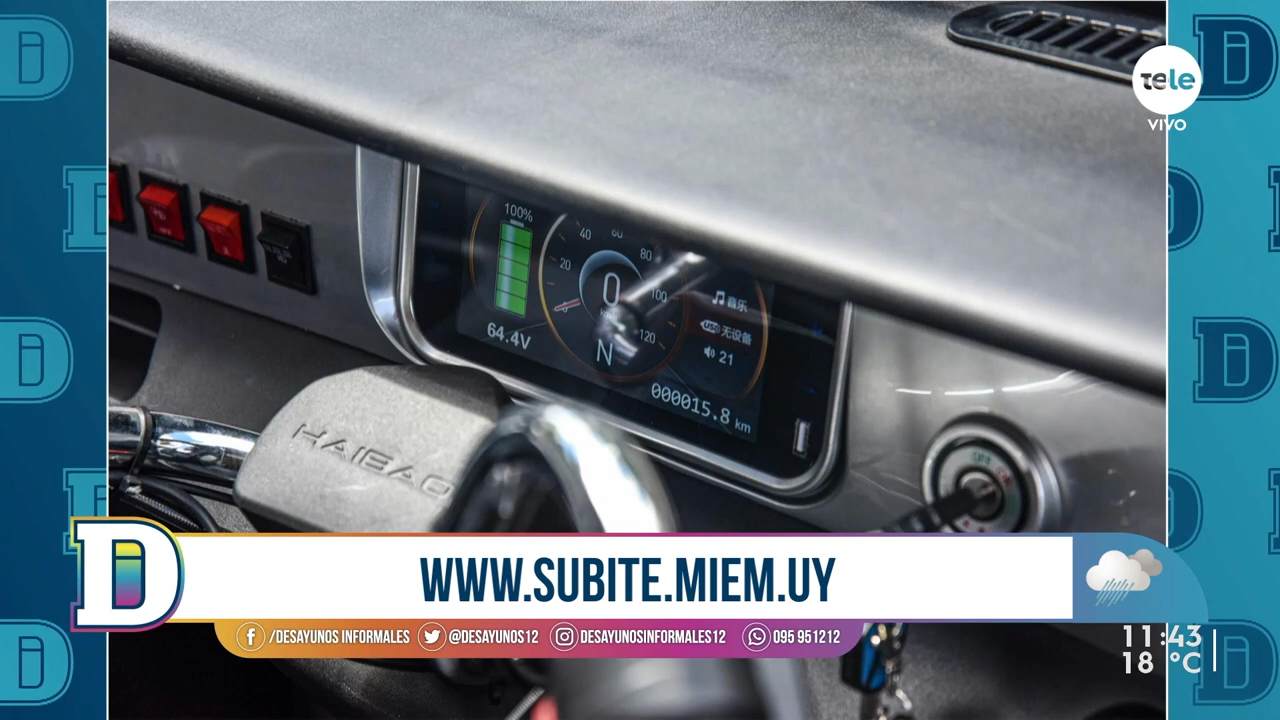 tele
VIVO
100%
64.4V
20
40
60
80
100
120
0
N
音乐
USB 无设备
21
000015.8 km
HAIBAO
D
WWW.SUBITE.MIEM.UY
/DESAYUNOS INFORMALES @DESAYUNOS12 DESAYUNOSINFORMALES12 095 951212
11:43
18 °C